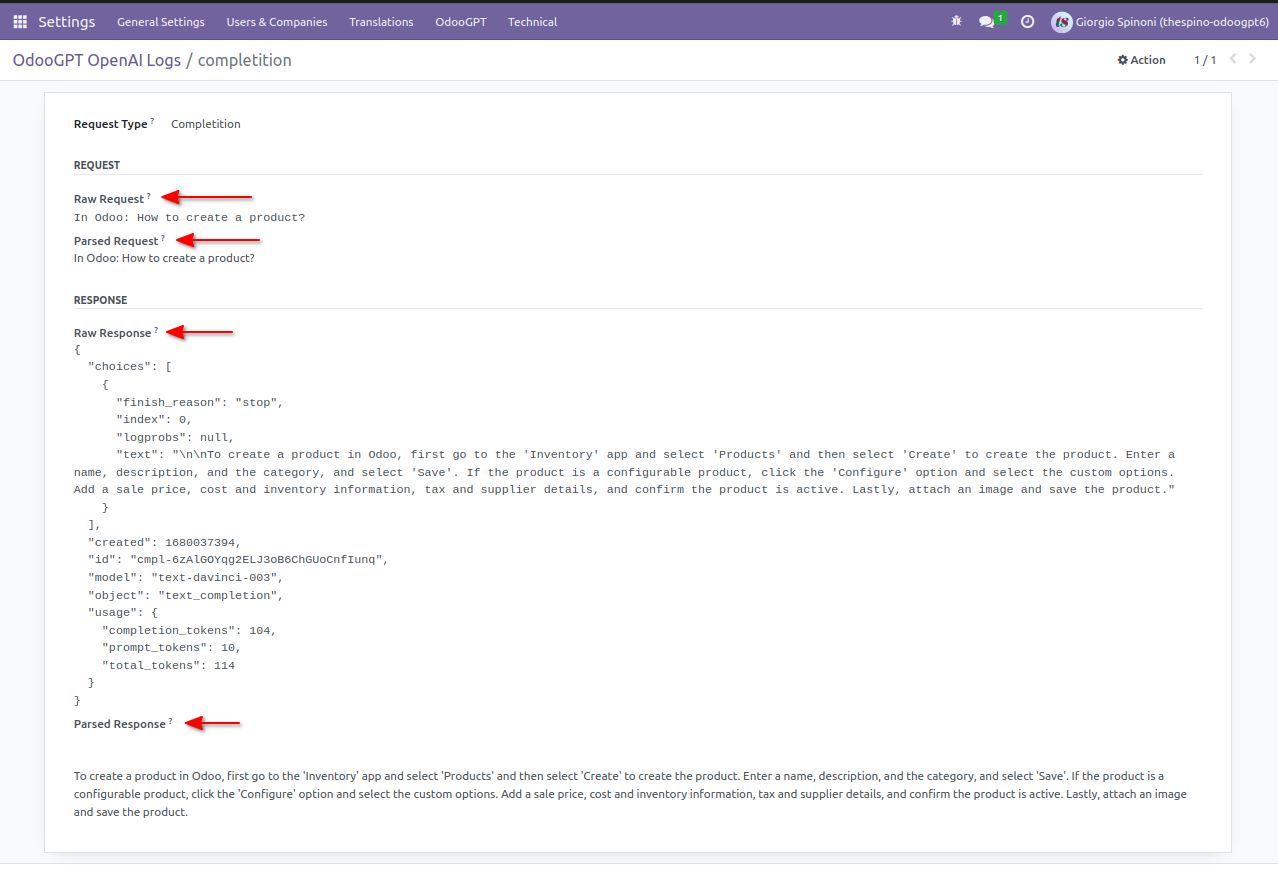 Settings General Settings Users & Companies Translations OdooGPT Technical 1 Giorgio Spinoni (thespino-odoogpt6)
OdooGPT OpenAI Logs / completition Action 1 / 1
Request Type ? Completition
REQUEST
Raw Request ?
In Odoo: How to create a product?
Parsed Request ?
In Odoo: How to create a product?
RESPONSE
Raw Response ?
{
  "choices": [
    {
      "finish_reason": "stop",
      "index": 0,
      "logprobs": null,
      "text": "\n\nTo create a product in Odoo, first go to the 'Inventory' app and select 'Products' and then select 'Create' to create the product. Enter a
name, description, and the category, and select 'Save'. If the product is a configurable product, click the 'Configure' option and select the custom options.
Add a sale price, cost and inventory information, tax and supplier details, and confirm the product is active. Lastly, attach an image and save the product."
    }
  ],
  "created": 1680037394,
  "id": "cmpl-6zAlGOYqg2ELJ3oB6ChGUoCnfIunq",
  "model": "text-davinci-003",
  "object": "text_completion",
  "usage": {
    "completion_tokens": 104,
    "prompt_tokens": 10,
    "total_tokens": 114
  }
}
Parsed Response ?
To create a product in Odoo, first go to the 'Inventory' app and select 'Products' and then select 'Create' to create the product. Enter a name, description, and the category, and select 'Save'. If the product is a
configurable product, click the 'Configure' option and select the custom options. Add a sale price, cost and inventory information, tax and supplier details, and confirm the product is active. Lastly, attach an image
and save the product.